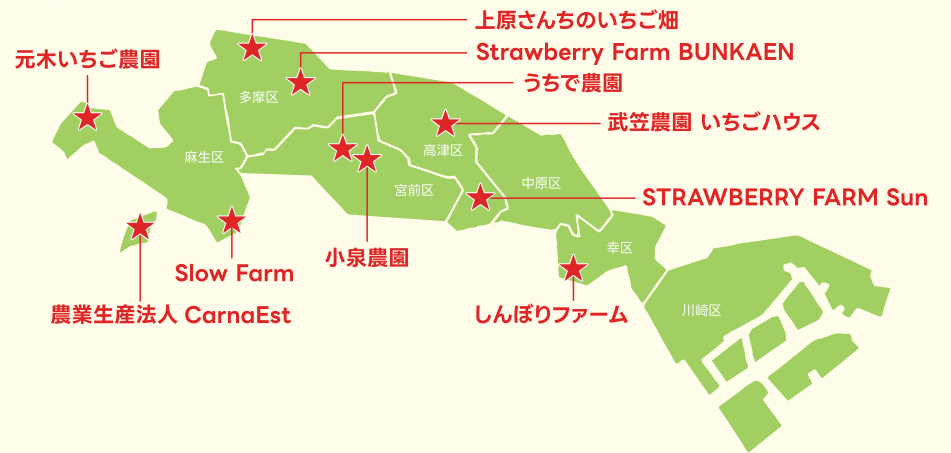 上原さんちのいちご畑
Strawberry Farm BUNKAEN
元木いちご農園
うちで農園
多摩区
武笠農園 いちごハウス
高津区
麻生区
中原区
宮前区
STRAWBERRY FARM Sun
幸区
小泉農園
Slow Farm
川崎区
農業生産法人 CarnaEst
しんぼりファーム